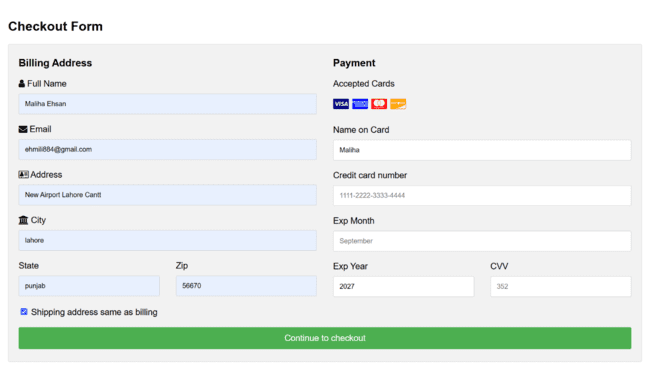 Checkout Form
Billing Address
Full Name
Maliha Ehsan
Email
ehmili884@gmail.com
Address
New Airport Lahore Cantt
City
lahore
State
Zip
punjab
56670
Shipping address same as billing
Payment
Accepted Cards
VISA
Name on Card
Maliha
Credit card number
1111-2222-3333-4444
Exp Month
September
Exp Year
CVV
2027
352
Continue to checkout